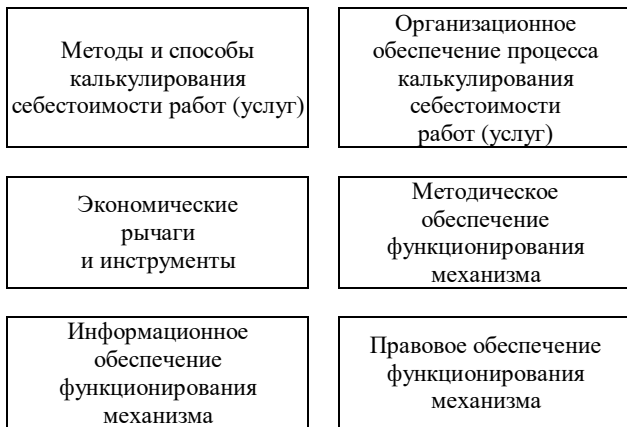 Методы и способы
калькулирования
себестоимости работ (услуг)
Организационное
обеспечение процесса
калькулирования
себестоимости
работ (услуг)
Экономические
рычаги
и инструменты
Методическое
обеспечение
функционирования
механизма
Информационное
обеспечение
функционирования
механизма
Правовое обеспечение
функционирования
механизма